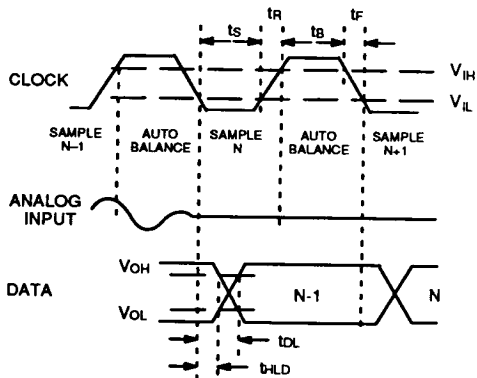 tS tR tB tF
CLOCK
VIH
VIL
SAMPLE
N–1
AUTO
BALANCE
SAMPLE
N
AUTO
BALANCE
SAMPLE
N+1
ANALOG
INPUT
DATA
VOH
VOL
N-1
N
tDL
tHLD